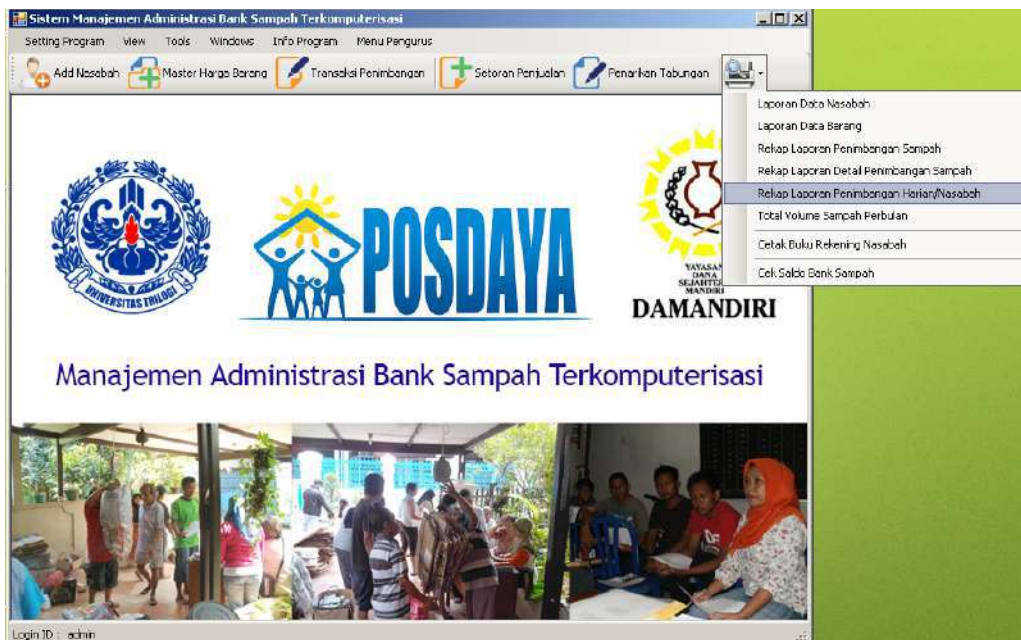 Sistem Manajemen Administrasi Bank Sampah Terkomputerisasi
Setting Program View Tools Windows Info Program Menu Pengurus
Add Nasabah Master Harga Barang Transaksi Penimbangan Setoran Penjualan Penarikan Tabungan
Laporan Data Nasabah
Laporan Data Barang
Rekap Laporan Penimbangan Sampah
Rekap Laporan Detail Penimbangan Sampah
Rekap Laporan Penimbangan Harian/Nasabah
Total Volume Sampah Perbulan
Cetak Buku Rekening Nasabah
Cek Saldo Bank Sampah
UNIVERSITAS TRILOGI
POSDAYA
YAYASAN
DANA
SEJAHTERA
MANDIRI
DAMANDIRI
Manajemen Administrasi Bank Sampah Terkomputerisasi
Login ID : admin